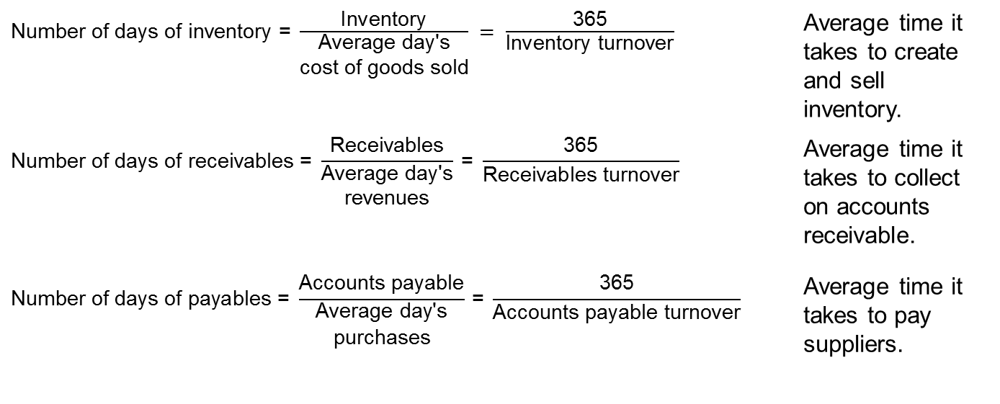 Number of days of inventory = Inventory / Average day's cost of goods sold = 365 / Inventory turnover
Average time it
takes to create
and sell
inventory.
Number of days of receivables = Receivables / Average day's revenues = 365 / Receivables turnover
Average time it
takes to collect
on accounts
receivable.
Number of days of payables = Accounts payable / Average day's purchases = 365 / Accounts payable turnover
Average time it
takes to pay
suppliers.